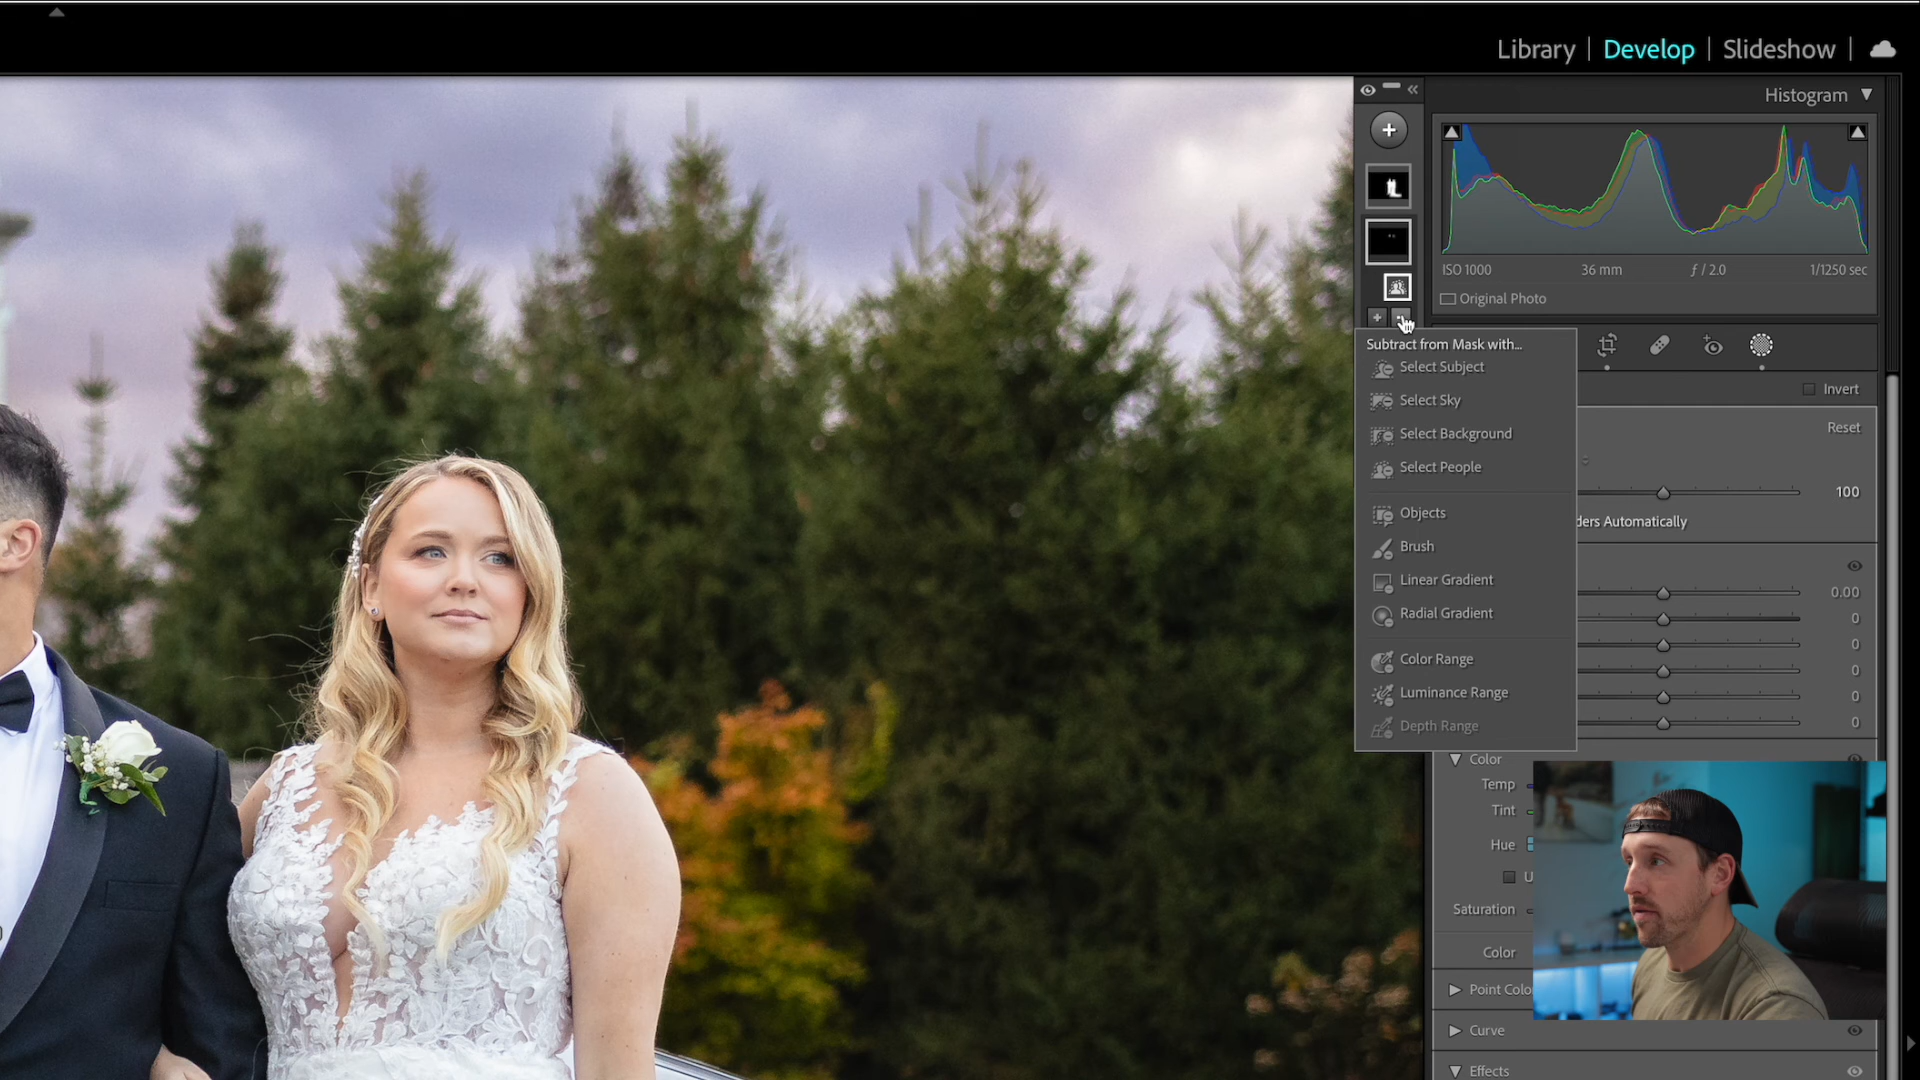 Library | Develop | Slideshow |
Histogram
ISO 1000 36 mm ƒ / 2.0 1/1250 sec
Original Photo
Subtract from Mask with...
Select Subject
Select Sky
Select Background
Select People
Objects
Brush
Linear Gradient
Radial Gradient
Color Range
Luminance Range
Depth Range
Invert
Reset
100
ders Automatically
0.00
0
0
0
0
0
Color
Temp
Tint
Hue
U
Saturation
Color
Point Colo
Curve
Effects